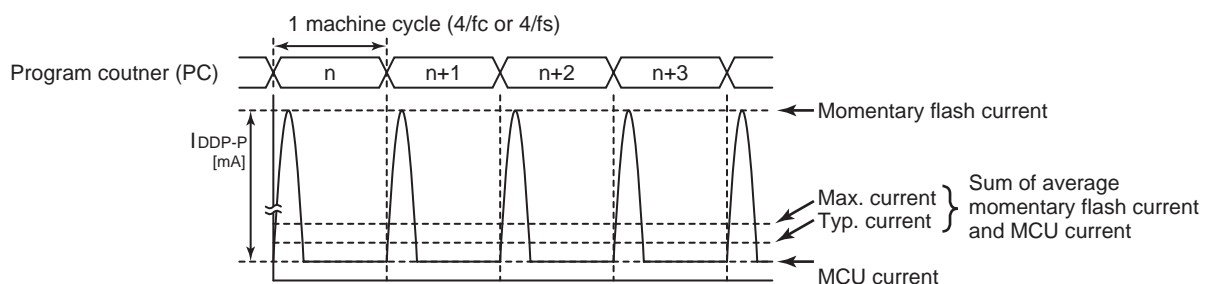 1 machine cycle (4/fc or 4/fs)
Program coutner (PC)
n
n+1
n+2
n+3
Momentary flash current
IDDP-P
[mA]
Max. current
Typ. current
Sum of average
momentary flash current
and MCU current
MCU current